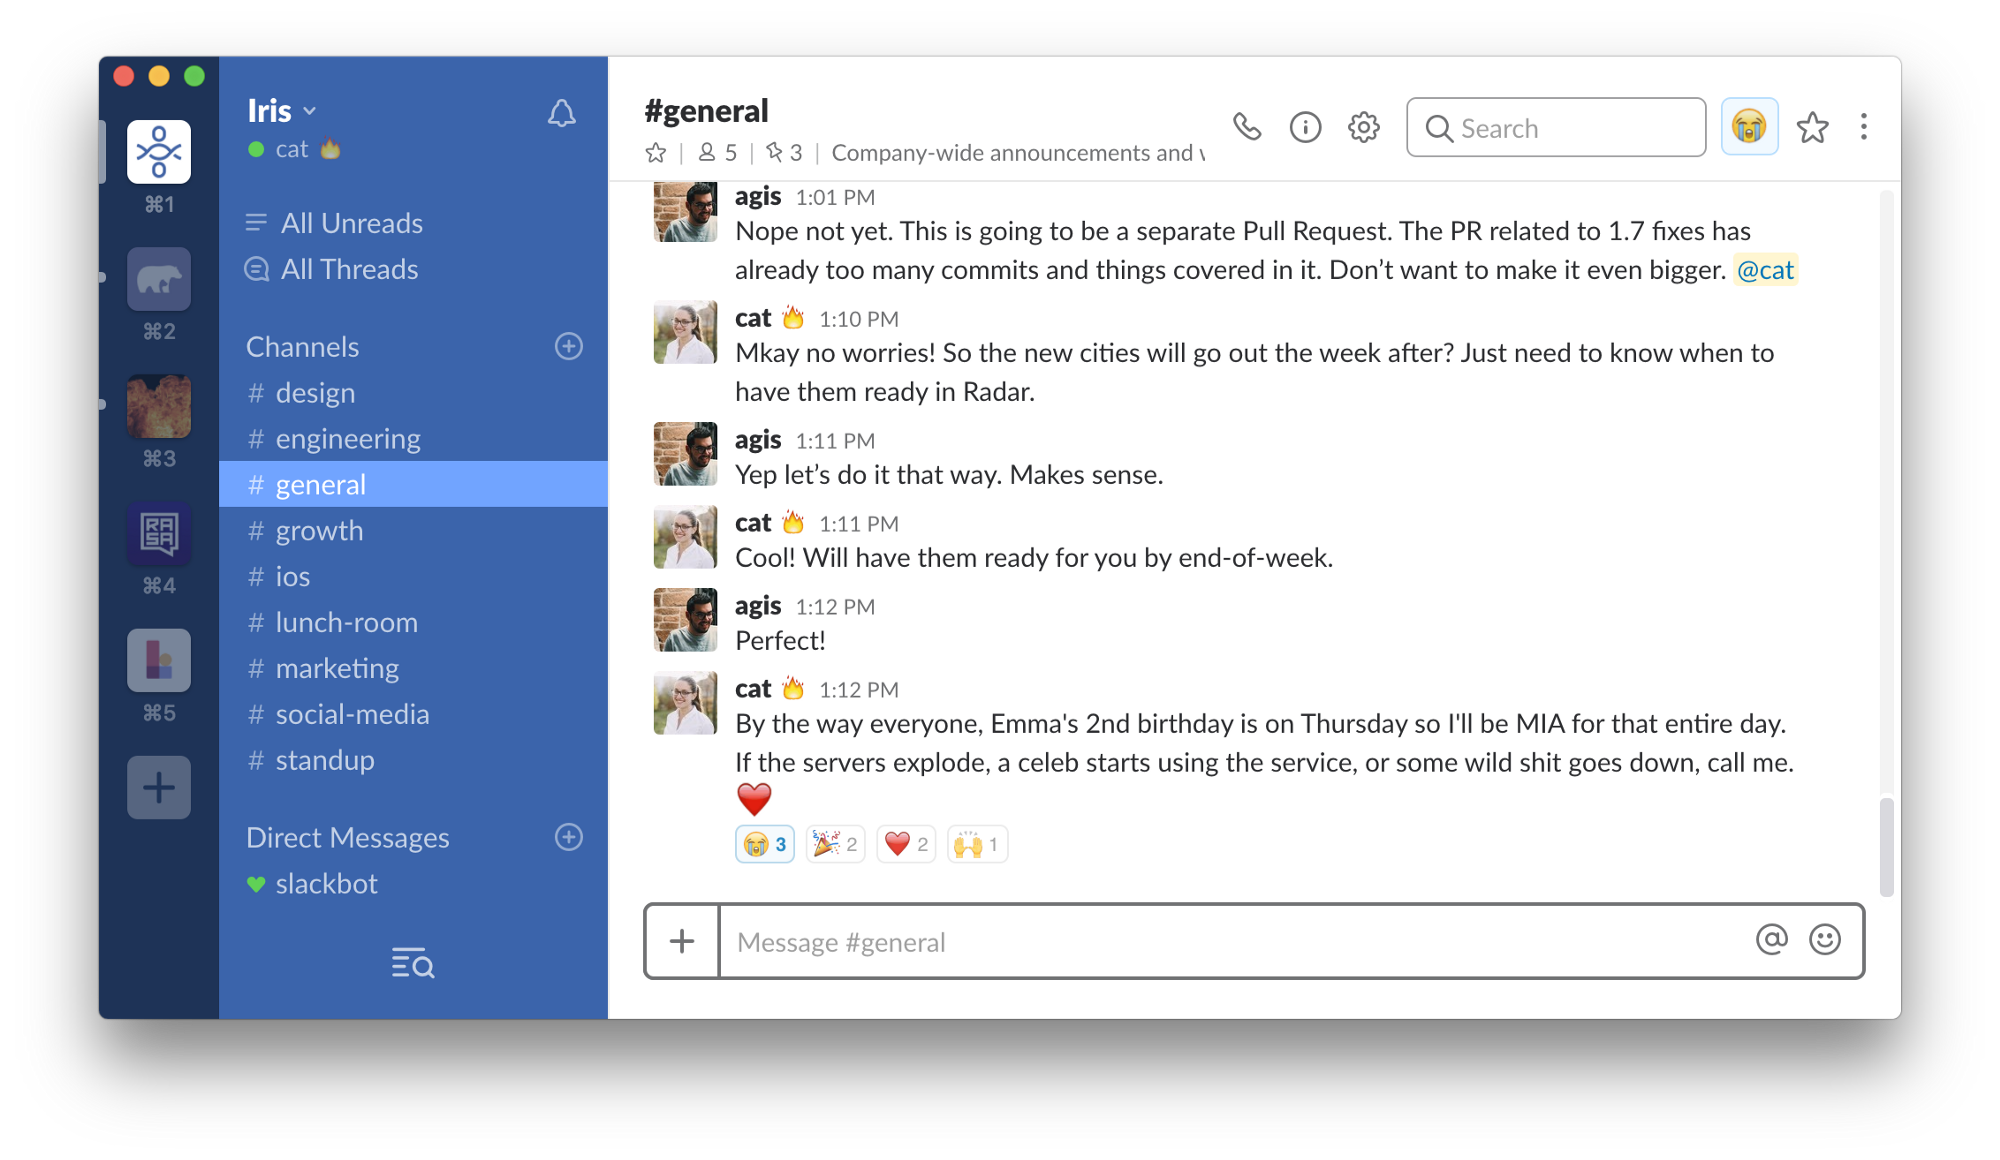 ⌘1
⌘2
⌘3
RASA
⌘4
⌘5
Iris
cat
All Unreads
All Threads
Channels
# design
# engineering
# general
# growth
# ios
# lunch-room
# marketing
# social-media
# standup
Direct Messages
slackbot
#general
5 | 3 | Company-wide announcements and
Search
agis 1:01 PM
Nope not yet. This is going to be a separate Pull Request. The PR related to 1.7 fixes has
already too many commits and things covered in it. Don’t want to make it even bigger. @cat
cat 🔥 1:10 PM
Mkay no worries! So the new cities will go out the week after? Just need to know when to
have them ready in Radar.
agis 1:11 PM
Yep let’s do it that way. Makes sense.
cat 🔥 1:11 PM
Cool! Will have them ready for you by end-of-week.
agis 1:12 PM
Perfect!
cat 🔥 1:12 PM
By the way everyone, Emma's 2nd birthday is on Thursday so I'll be MIA for that entire day.
If the servers explode, a celeb starts using the service, or some wild shit goes down, call me.
❤️
😭 3 🎉 2 ❤️ 2 🙌 1
Message #general